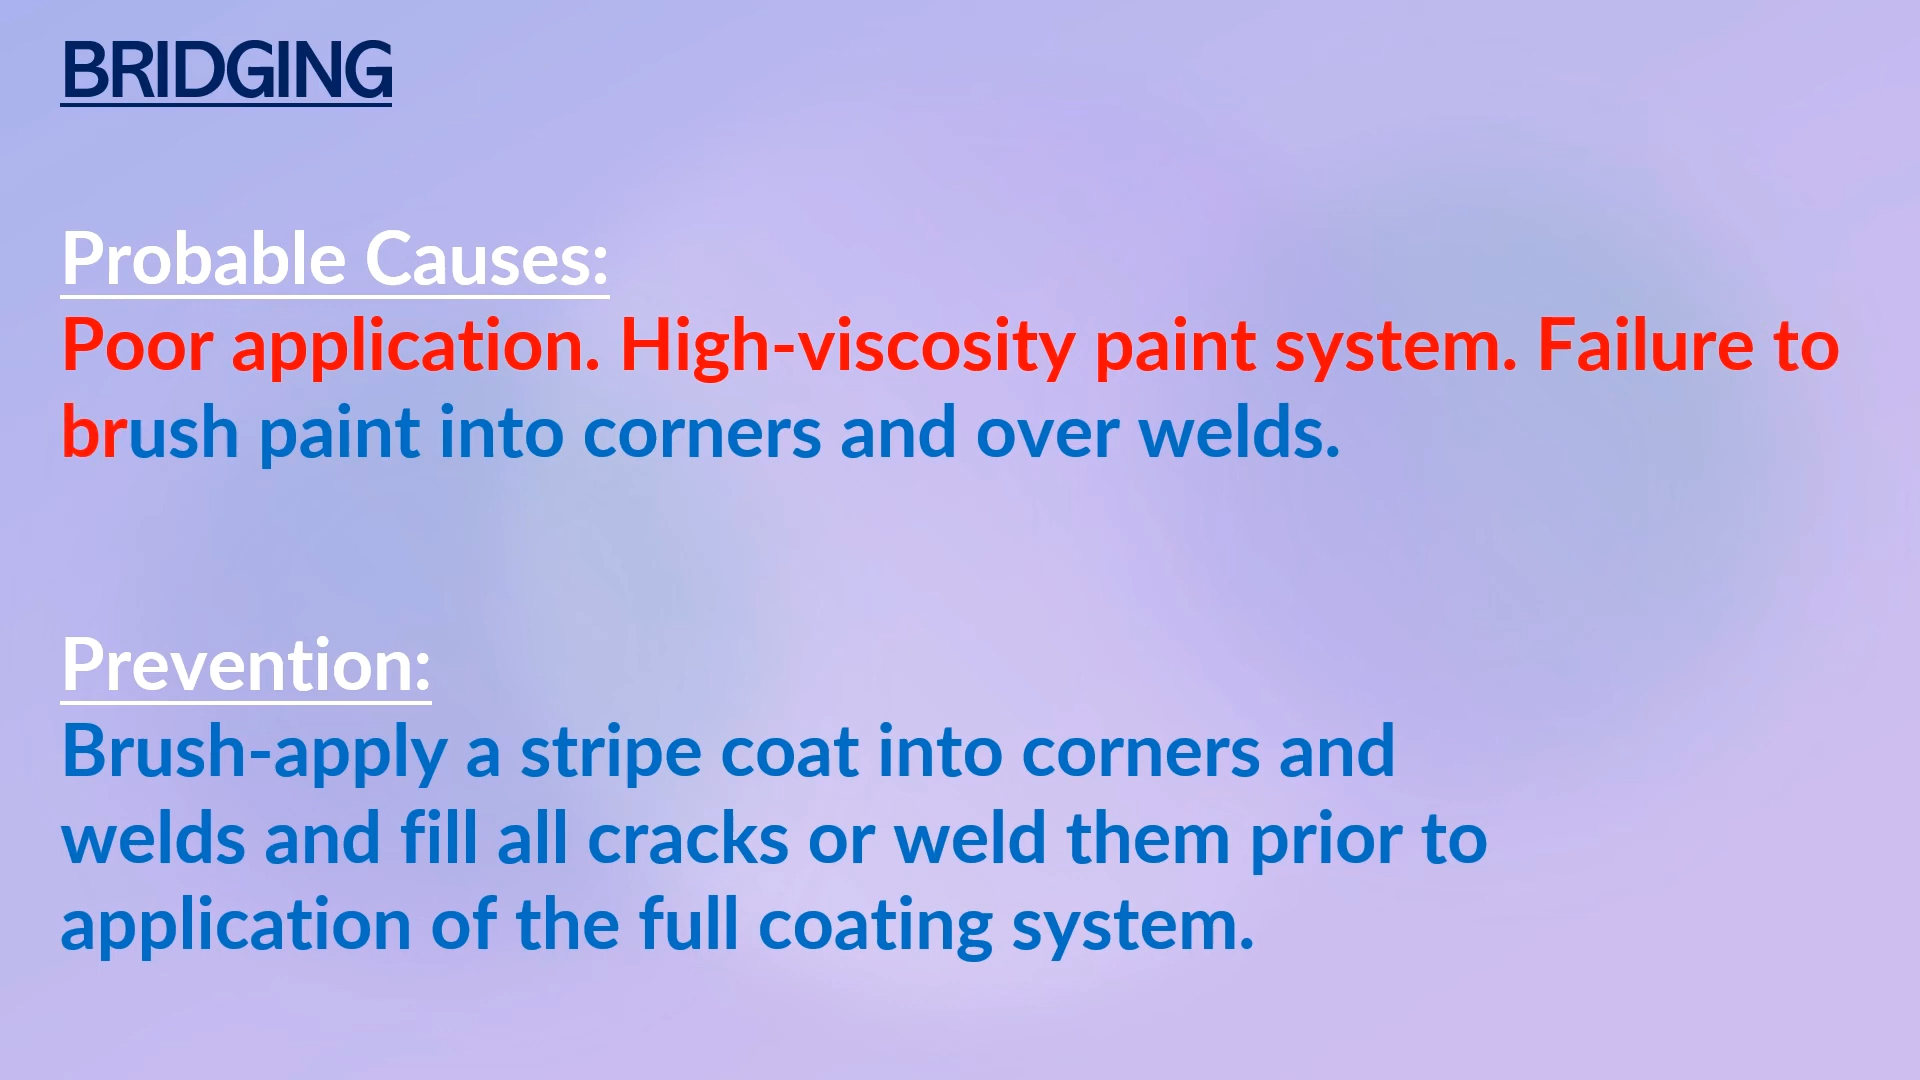 BRIDGING
Probable Causes:
Poor application. High-viscosity paint system. Failure to
brush paint into corners and over welds.
Prevention:
Brush-apply a stripe coat into corners and
welds and fill all cracks or weld them prior to
application of the full coating system.